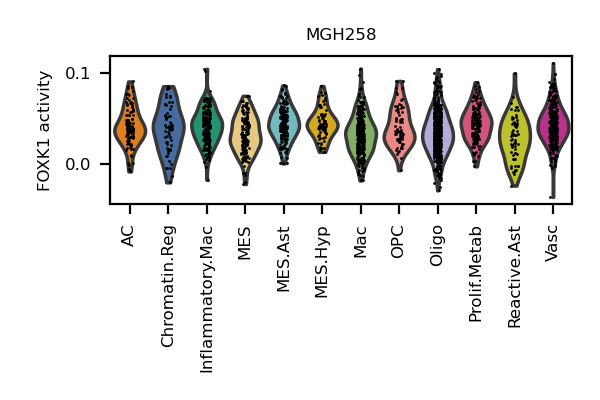 MGH258
FOXK1 activity
0.1
0.0
AC
Chromatin.Reg
Inflammatory.Mac
MES
MES.Ast
MES.Hyp
Mac
OPC
Oligo
Prolif.Metab
Reactive.Ast
Vasc